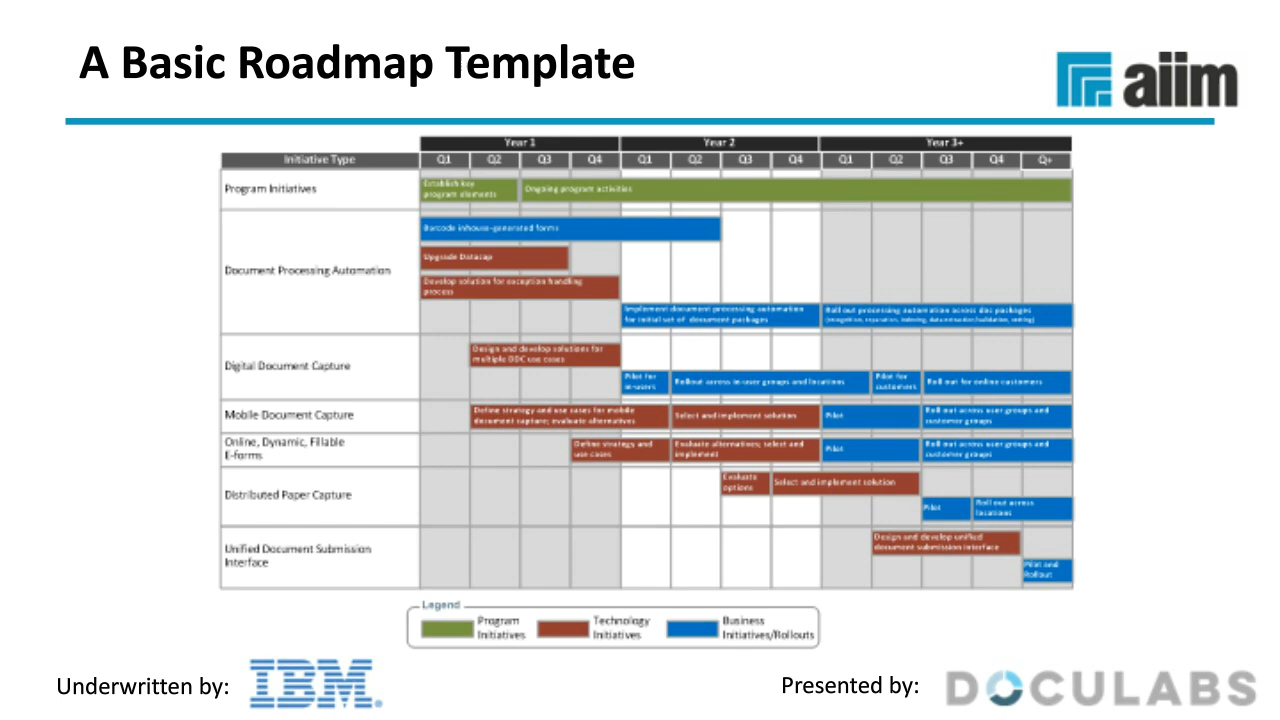 A Basic Roadmap Template
aiim
Year 1 Year 2 Year 3+
Initiative Type Q1 Q2 Q3 Q4 Q1 Q2 Q3 Q4 Q1 Q2 Q3 Q4 Q+
Program Initiatives
Establish key
program elements
Ongoing program activities
Document Processing Automation
Barcode inhouse-generated forms
Upgrade Datacap
Develop solution for exception handling
process
Implement document processing automation
for initial set of document packages
Roll out processing automation across doc packages
(recognition, separation, indexing, data extraction/validation, routing)
Digital Document Capture
Design and develop solutions for
multiple DDC use cases
Pilot for
in-users
Rollout across in-user groups and locations
Pilot for
customers
Roll out for online customers
Mobile Document Capture
Define strategy and use cases for mobile
document capture; evaluate alternatives
Select and implement solution
Pilot
Roll out across user groups and
customer groups
Online, Dynamic, Fillable
E-forms
Define strategy and
use cases
Evaluate alternatives; select and
implement
Pilot
Roll out across user groups and
customer groups
Distributed Paper Capture
Evaluate
options
Select and implement solution
Pilot
Roll out across
locations
Unified Document Submission
Interface
Design and develop unified
document submission interface
Pilot and
Rollout
Legend
Program
Initiatives
Technology
Initiatives
Business
Initiatives/Rollouts
Underwritten by:
IBM.
Presented by:
DOCULABS